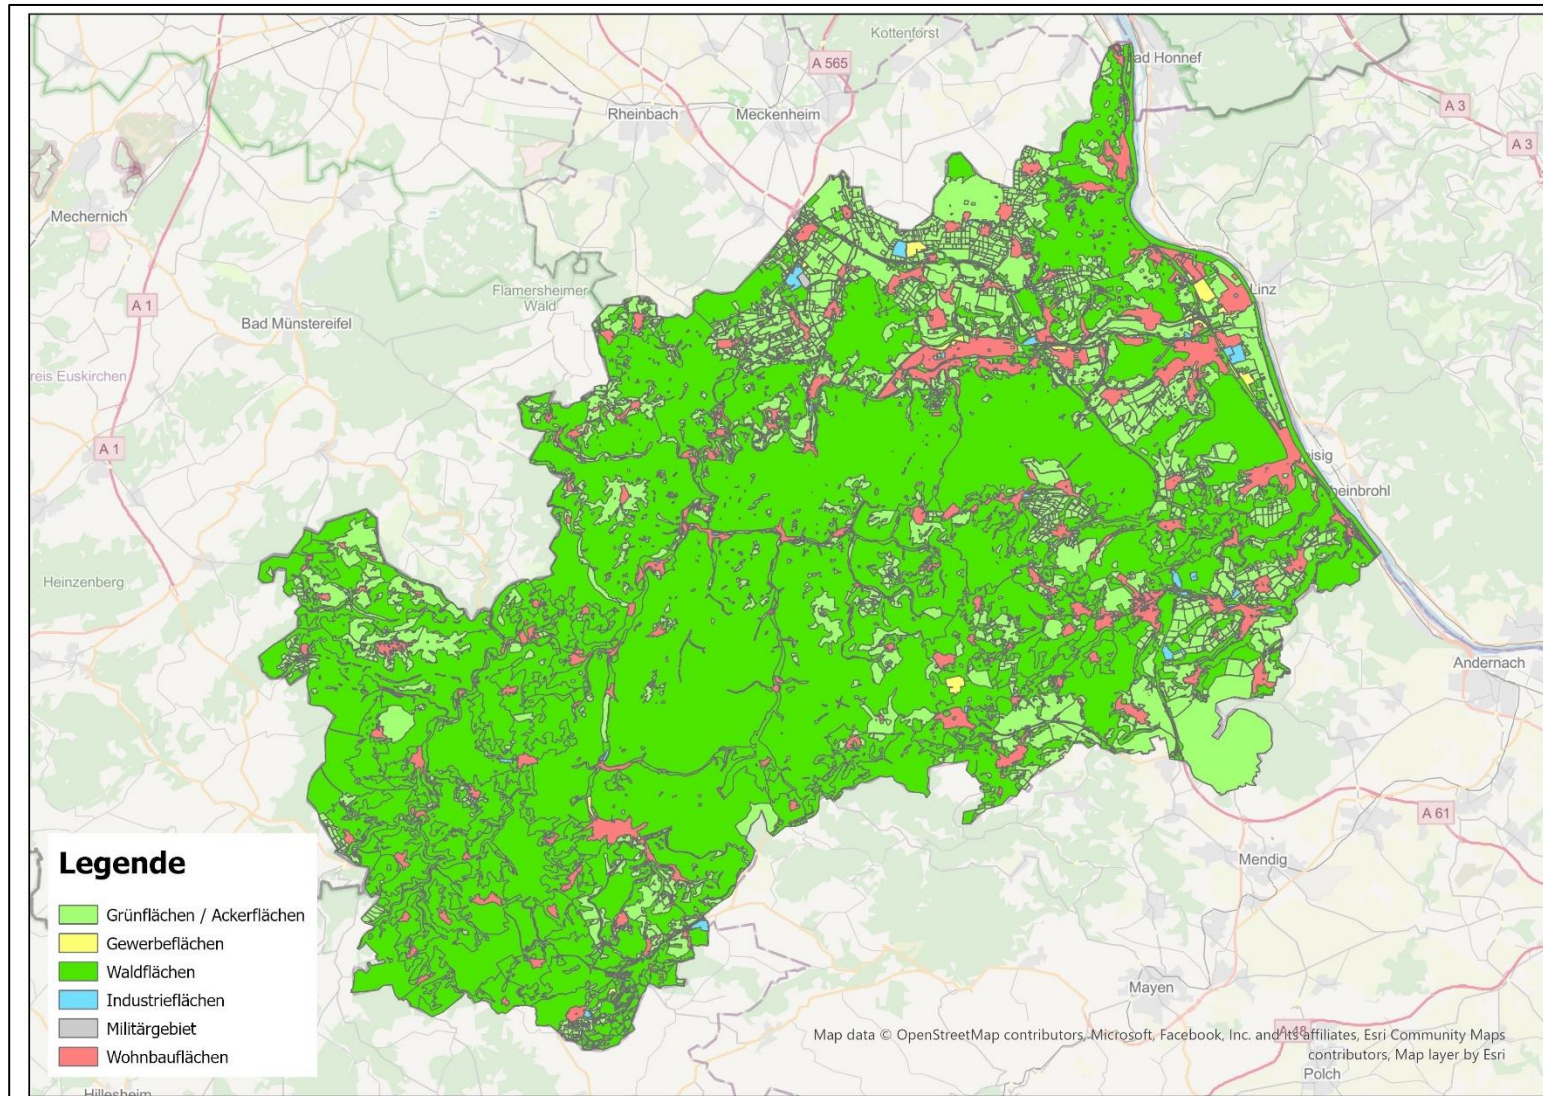 Kottenforst
ad Honnef
A 565
Rheinbach
Meckenheim
A 3
A 3
Mechernich
Flamersheimer
Wald
Linz
A 1
Bad Münstereifel
reis Euskirchen
A 1
isig
heinbrohl
Heinzenberg
Andernach
A 61
Mendig
Legende
Grünflächen / Ackerflächen
Gewerbeflächen
Waldflächen
Industrieflächen
Militärgebiet
Wohnbauflächen
Mayen
Map data © OpenStreetMap contributors, Microsoft, Facebook, Inc. and its affiliates, Esri Community Maps
contributors, Map layer by Esri
A 48
Polch
Hillesheim